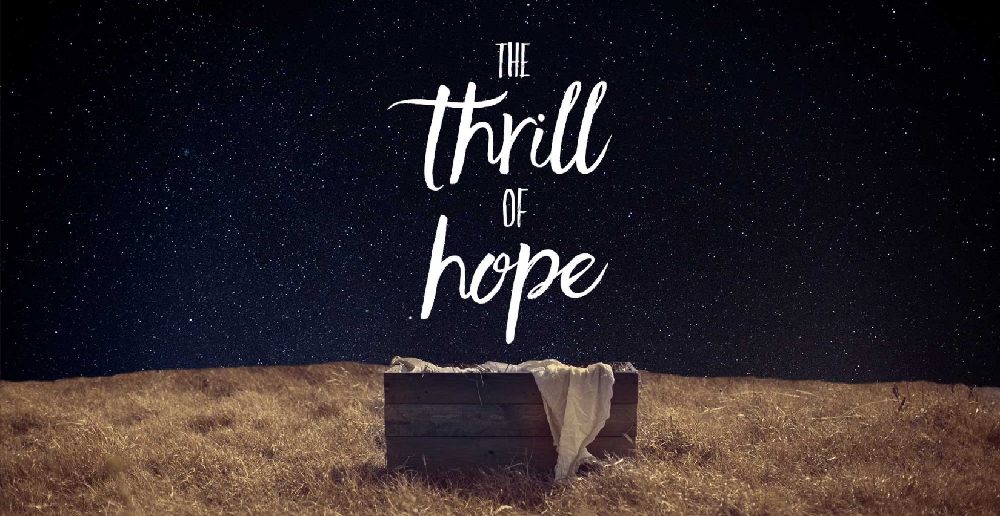 THE
thrill
OF
hope